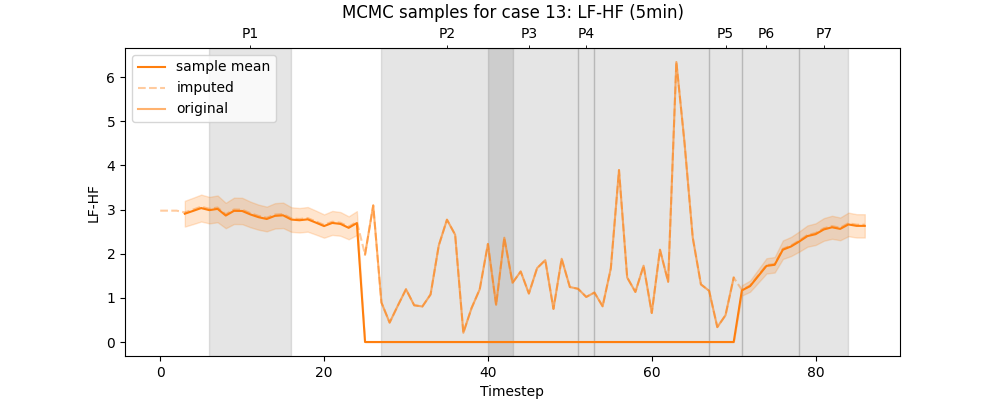 MCMC samples for case 13: LF-HF (5min)
P1 P2 P3 P4 P5 P6 P7
sample mean
imputed
original
LF-HF
6
5
4
3
2
1
0
0 20 40 60 80
Timestep